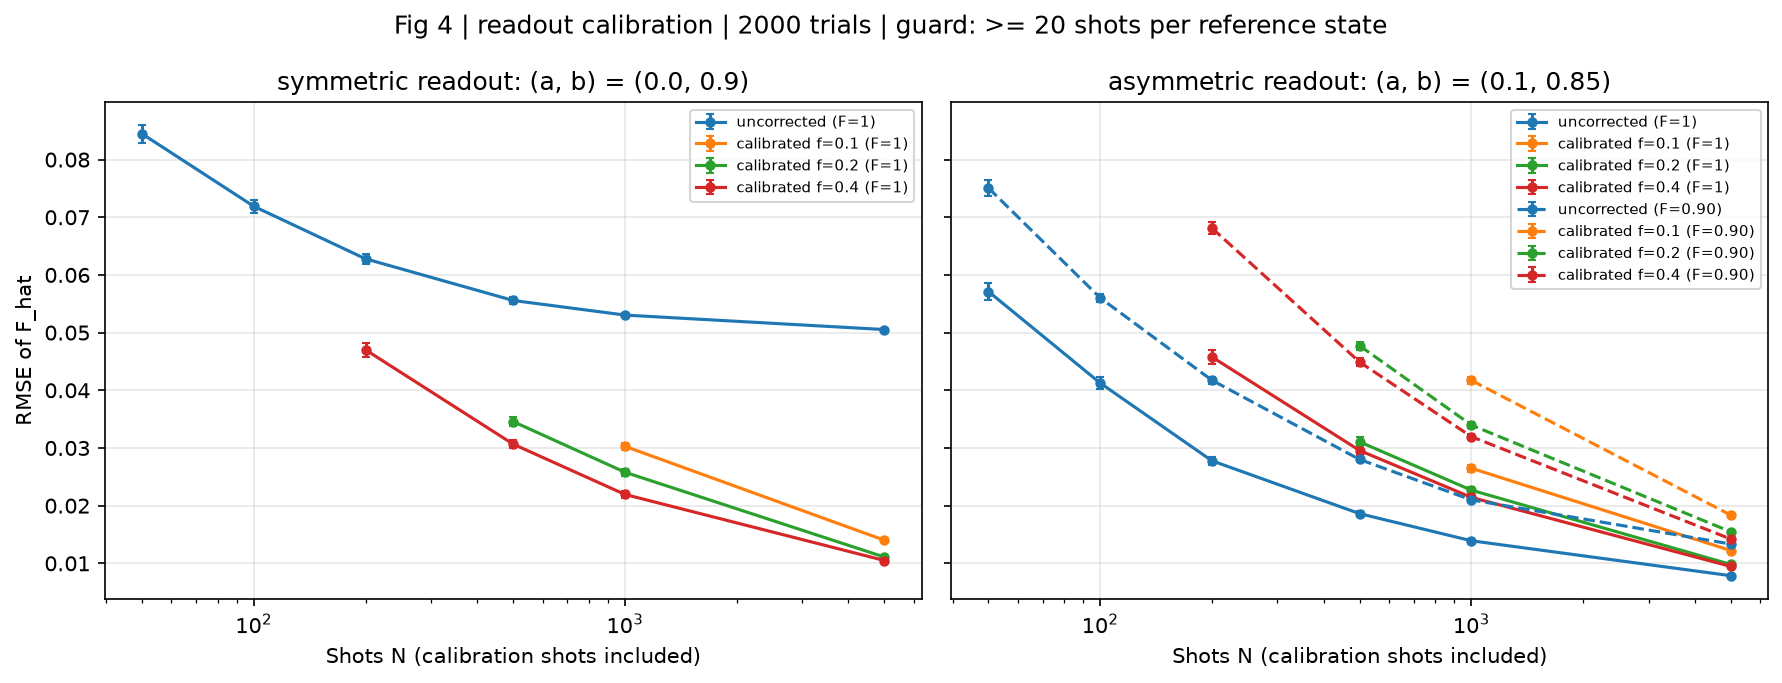 Fig 4 | readout calibration | 2000 trials | guard: >= 20 shots per reference state
symmetric readout: (a, b) = (0.0, 0.9)
uncorrected (F=1)
calibrated f=0.1 (F=1)
calibrated f=0.2 (F=1)
calibrated f=0.4 (F=1)
RMSE of F_hat
0.08
0.07
0.06
0.05
0.04
0.03
0.02
0.01
10²
10³
Shots N (calibration shots included)
asymmetric readout: (a, b) = (0.1, 0.85)
uncorrected (F=1)
calibrated f=0.1 (F=1)
calibrated f=0.2 (F=1)
calibrated f=0.4 (F=1)
uncorrected (F=0.90)
calibrated f=0.1 (F=0.90)
calibrated f=0.2 (F=0.90)
calibrated f=0.4 (F=0.90)
10²
10³
Shots N (calibration shots included)